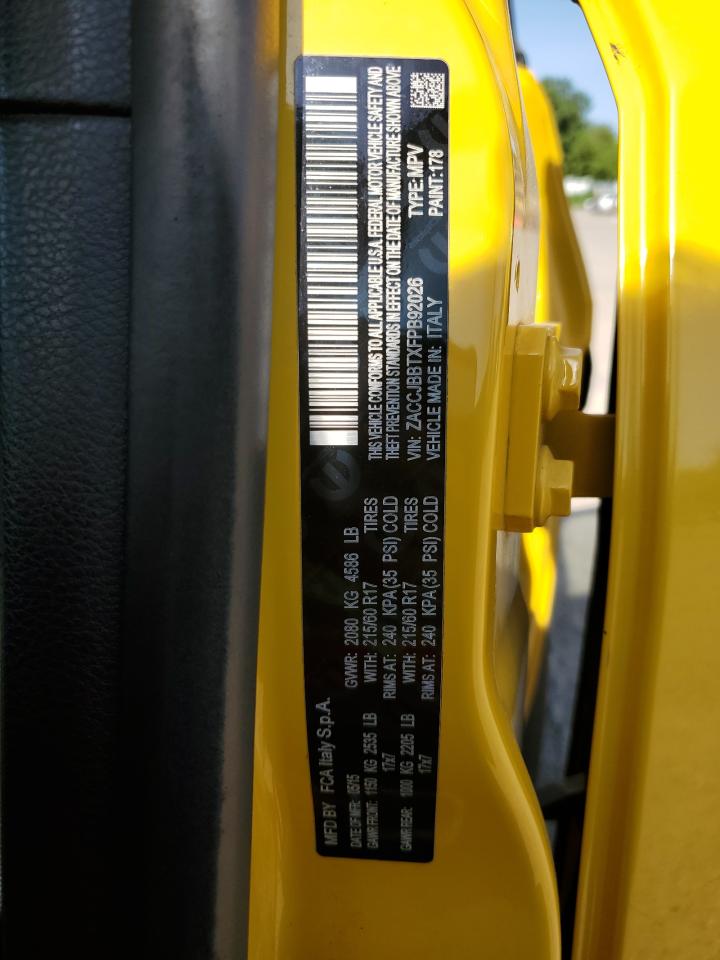 MFD BY FCA Italy S.p.A.
DATE OF MFR: 05/15 GVWR: 2080 KG 4586 LB
GAWR FRONT: 1150 KG 2535 LB WITH: 215/60 R17 TIRES
17x7 RIMS AT: 240 KPA(35 PSI) COLD
GAWR REAR: 1000 KG 2205 LB WITH: 215/60 R17 TIRES
17x7 RIMS AT: 240 KPA(35 PSI) COLD
THIS VEHICLE CONFORMS TO ALL APPLICABLE U.S.A. FEDERAL MOTOR VEHICLE SAFETY AND
THEFT PREVENTION STANDARDS IN EFFECT ON THE DATE OF MANUFACTURE SHOWN ABOVE
VIN: ZACCJBBTXFPB92026 TYPE: MPV
VEHICLE MADE IN: ITALY PAINT: 178